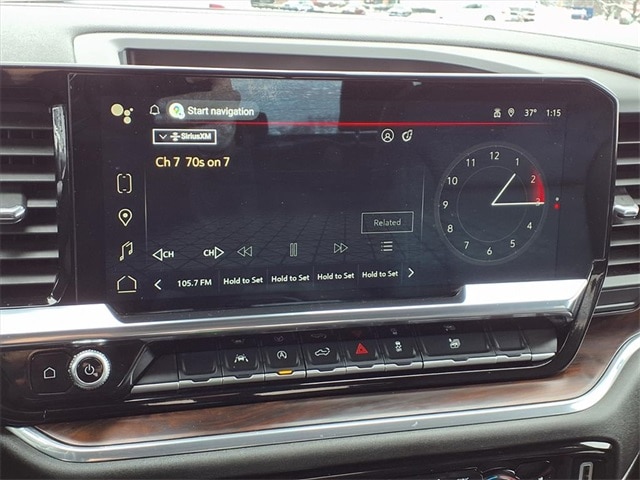 Start navigation
37° 1:15
SiriusXM
Ch 7 70s on 7
12
1
2
3
4
5
6
7
8
9
10
11
Related
CH CH
105.7 FM Hold to Set Hold to Set Hold to Set Hold to Set